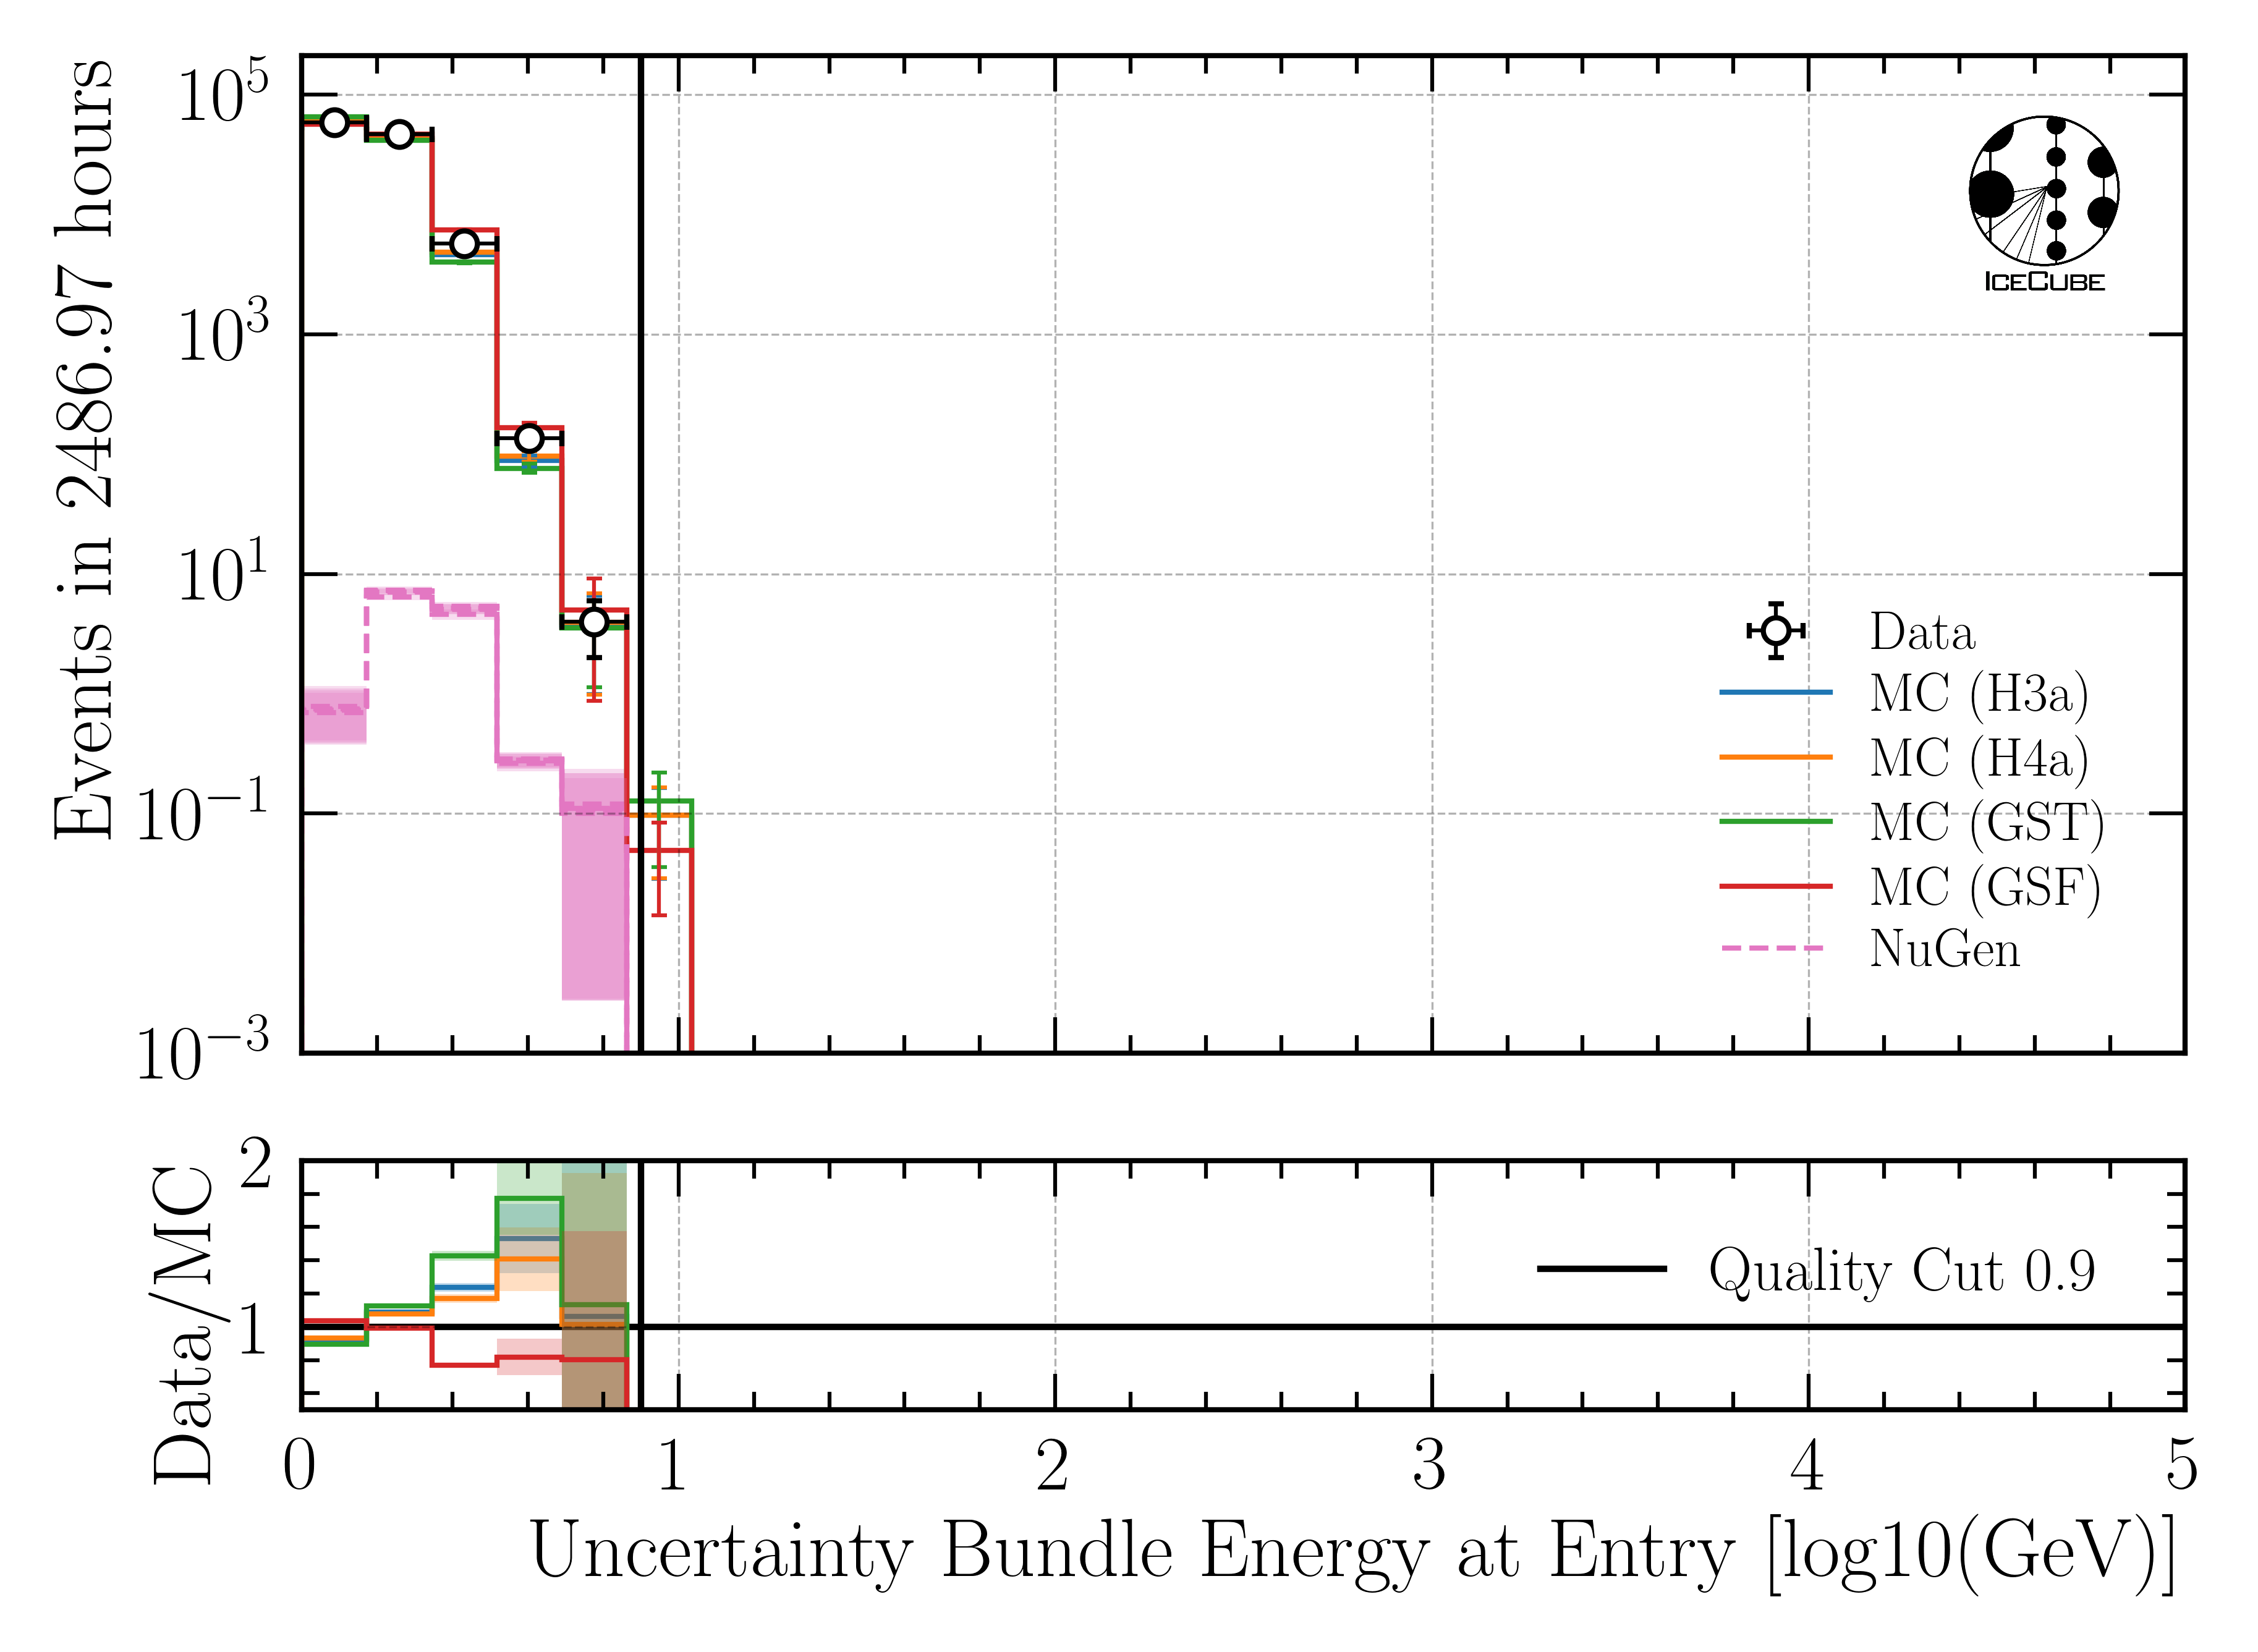 Events in 2486.97 hours
10^5
10^3
10^1
10^−1
10^−3
ICECUBE
Data
MC (H3a)
MC (H4a)
MC (GST)
MC (GSF)
NuGen
Data/MC
2
1
Quality Cut 0.9
0 1 2 3 4 5
Uncertainty Bundle Energy at Entry [log10(GeV)]